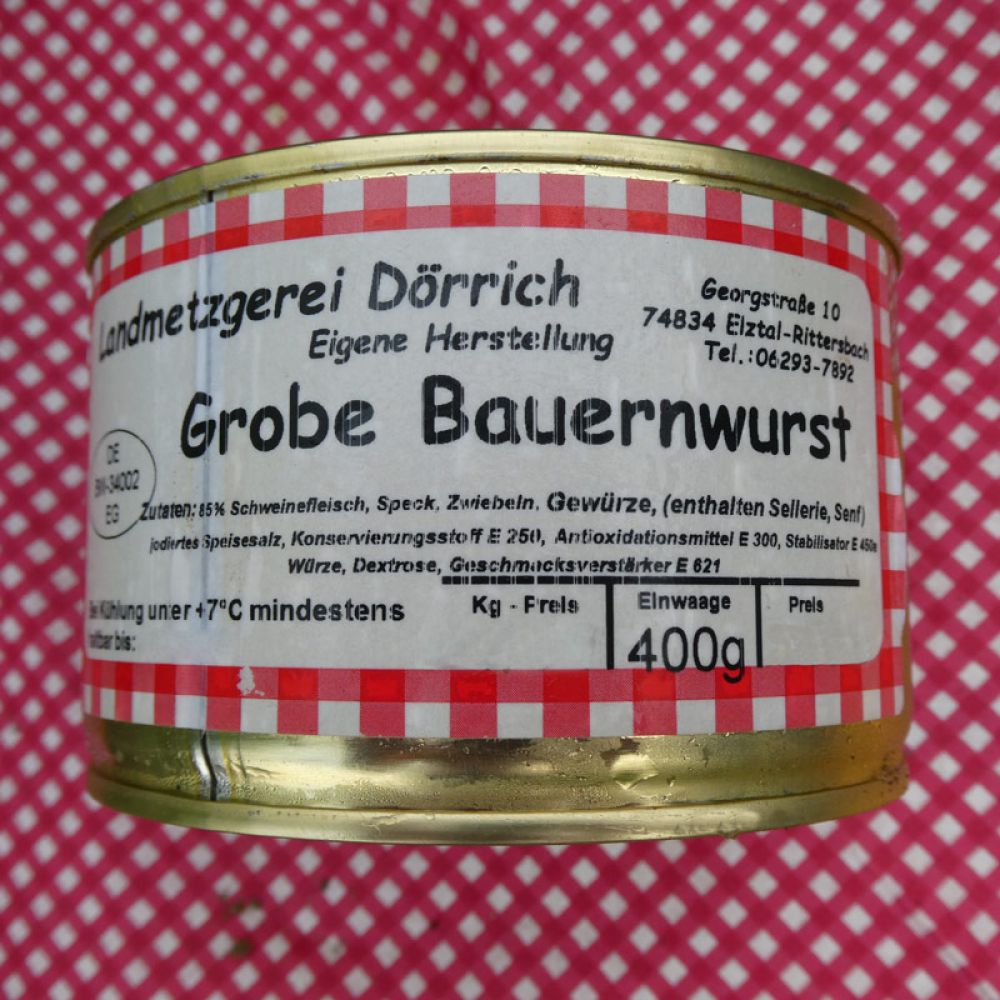 Landmetzgerei Dörrich
Eigene Herstellung
Georgstraße 10
74834 Elztal-Rittersbach
Tel.:06293-7892
Grobe Bauernwurst
DE
BW-34002
EG
Zutaten: 85% Schweinefleisch, Speck, Zwiebeln, Gewürze, (enthalten Sellerie, Senf)
jodiertes Speisesalz, Konservierungsstoff E 250, Antioxidationsmittel E 300, Stabilisator E 450
Würze, Dextrose, Geschmacksverstärker E 621
Bei Kühlung unter +7°C mindestens
haltbar bis:
Kg - Preis
Einwaage
400g
Preis